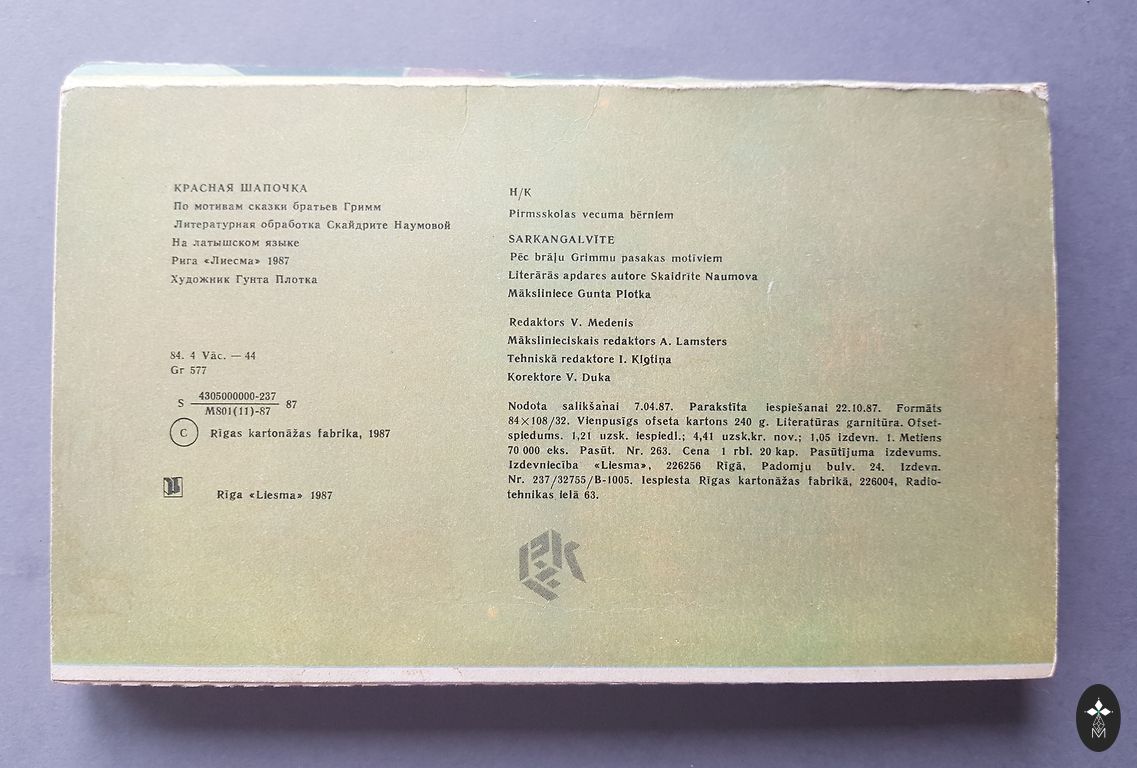 КРАСНАЯ ШАПОЧКА
По мотивам сказки братьев Гримм
Литературная обработка Скайдрите Наумовой
На латышском языке
Рига «Лиесма» 1987
Художник Гунта Плотка
84. 4 Vāc. — 44
Gr 577
S 4305000000-237 87
M801(11)-87
C Rīgas kartonāžas fabrika, 1987
Rīga «Liesma» 1987
Н/К
Pirmsskolas vecuma bērniem
SARKANGALVĪTE
Pēc brāļu Grimmu pasakas motīviem
Literārās apdares autore Skaidrīte Naumova
Māksliniece Gunta Plotka
Redaktors V. Medenis
Mākslinieciskais redaktors A. Lamsters
Tehniskā redaktore I. Ķigtiņa
Korektore V. Duka
Nodota salikšanai 7.04.87. Parakstīta iespiešanai 22.10.87. Formāts
84×108/32. Vienpusīgs ofseta kartons 240 g. Literatūras garnitūra. Ofset-
spiedums. 1,21 uzsk. iespiedl.; 4,41 uzsk.kr. nov.; 1,05 izdevn. l. Metiens
70 000 eks. Pasūt. Nr. 263. Cena 1 rbl. 20 kap. Pasūtījuma izdevums.
Izdevniecība «Liesma», 226256 Rīgā, Padomju bulv. 24. Izdevn.
Nr. 237/32755/B-1005. Iespiesta Rīgas kartonāžas fabrikā, 226004, Radio-
tehnikas ielā 63.
РКF
M